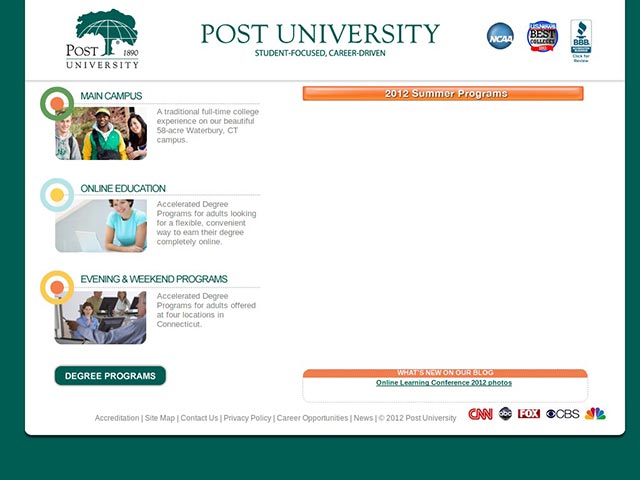 POST 1890
UNIVERSITY
POST UNIVERSITY
STUDENT-FOCUSED, CAREER-DRIVEN
NCAA
US News
BEST
COLLEGES
BBB
Click for
Review
MAIN CAMPUS
A traditional full-time college
experience on our beautiful
58-acre Waterbury, CT
campus.
2012 Summer Programs
ONLINE EDUCATION
Accelerated Degree
Programs for adults looking
for a flexible, convenient
way to earn their degree
completely online.
EVENING & WEEKEND PROGRAMS
Accelerated Degree
Programs for adults offered
at four locations in
Connecticut.
DEGREE PROGRAMS
WHAT'S NEW ON OUR BLOG
Online Learning Conference 2012 photos
Accreditation | Site Map | Contact Us | Privacy Policy | Career Opportunities | News | © 2012 Post University
CNN abc FOX CBS NBC